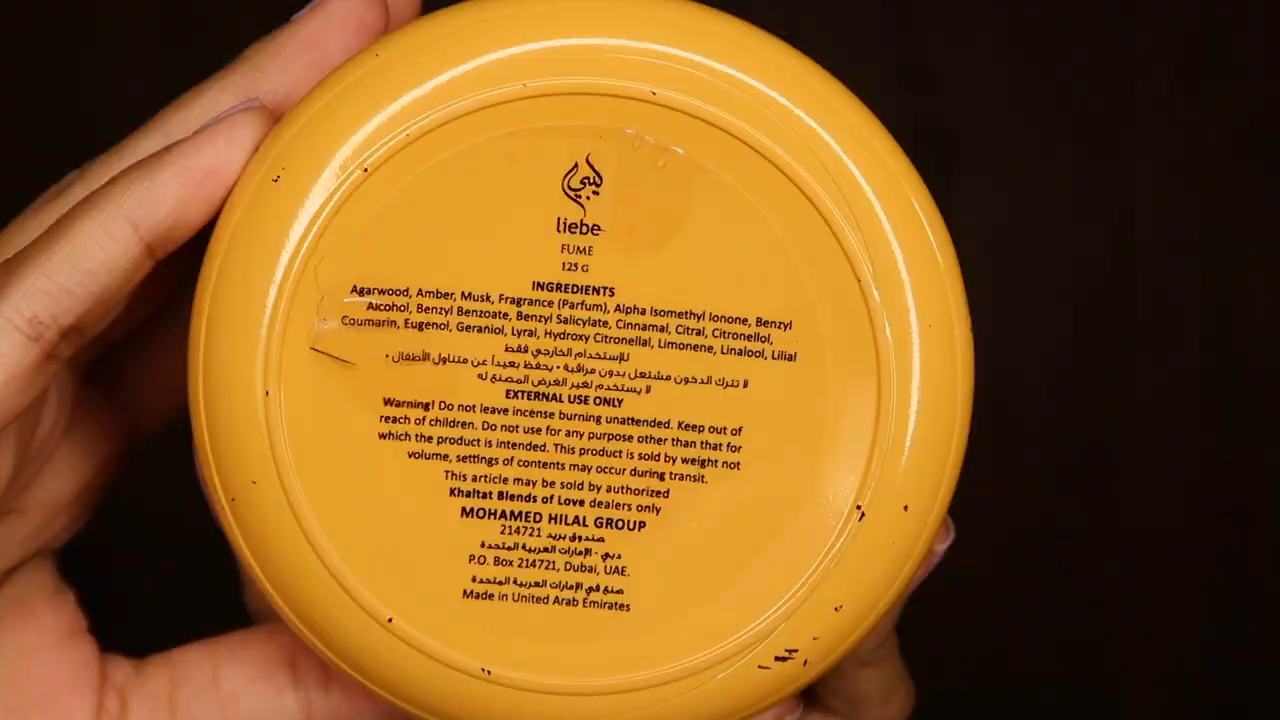 ليبي
liebe
FUME
125 G
INGREDIENTS
Agarwood, Amber, Musk, Fragrance (Parfum), Alpha Isomethyl Ionone, Benzyl
Alcohol, Benzyl Benzoate, Benzyl Salicylate, Cinnamal, Citral, Citronellol,
Coumarin, Eugenol, Geraniol, Lyral, Hydroxy Citronellal, Limonene, Linalool, Lilial
للإستخدام الخارجي فقط
لا تترك الدخون مشتعل بدون مراقبة • يحفظ بعيداً عن متناول الأطفال •
لا يستخدم لغير الغرض المصنع له
EXTERNAL USE ONLY
Warning! Do not leave incense burning unattended. Keep out of
reach of children. Do not use for any purpose other than that for
which the product is intended. This product is sold by weight not
volume, settings of contents may occur during transit.
This article may be sold by authorized
Khaltat Blends of Love dealers only
MOHAMED HILAL GROUP
صندوق بريد 214721
دبي - الإمارات العربية المتحدة
P.O. Box 214721, Dubai, UAE.
صنع في الإمارات العربية المتحدة
Made in United Arab Emirates